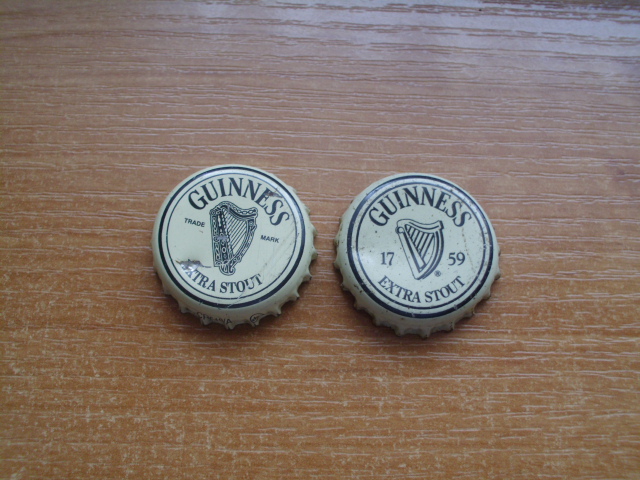 GUINNESS
TRADE MARK
EXTRA STOUT
GUINNESS
17 59
EXTRA STOUT
®